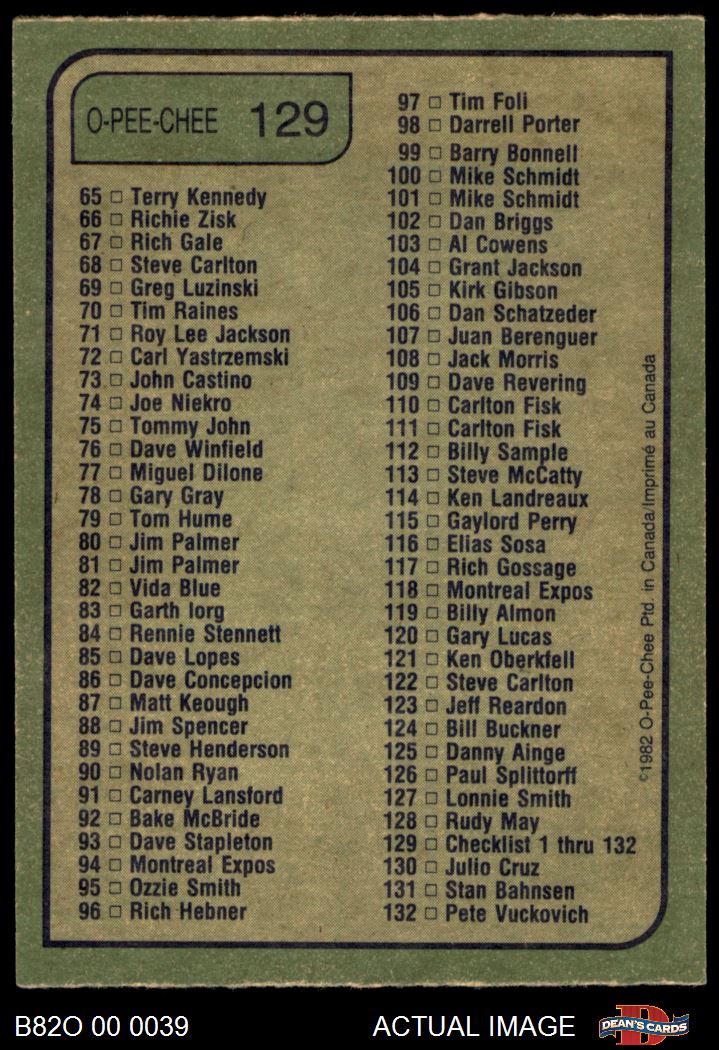 O-PEE-CHEE 129
65 □ Terry Kennedy
66 □ Richie Zisk
67 □ Rich Gale
68 □ Steve Carlton
69 □ Greg Luzinski
70 □ Tim Raines
71 □ Roy Lee Jackson
72 □ Carl Yastrzemski
73 □ John Castino
74 □ Joe Niekro
75 □ Tommy John
76 □ Dave Winfield
77 □ Miguel Dilone
78 □ Gary Gray
79 □ Tom Hume
80 □ Jim Palmer
81 □ Jim Palmer
82 □ Vida Blue
83 □ Garth Iorg
84 □ Rennie Stennett
85 □ Dave Lopes
86 □ Dave Concepcion
87 □ Matt Keough
88 □ Jim Spencer
89 □ Steve Henderson
90 □ Nolan Ryan
91 □ Carney Lansford
92 □ Bake McBride
93 □ Dave Stapleton
94 □ Montreal Expos
95 □ Ozzie Smith
96 □ Rich Hebner
97 □ Tim Foli
98 □ Darrell Porter
99 □ Barry Bonnell
100 □ Mike Schmidt
101 □ Mike Schmidt
102 □ Dan Briggs
103 □ Al Cowens
104 □ Grant Jackson
105 □ Kirk Gibson
106 □ Dan Schatzeder
107 □ Juan Berenguer
108 □ Jack Morris
109 □ Dave Revering
110 □ Carlton Fisk
111 □ Carlton Fisk
112 □ Billy Sample
113 □ Steve McCatty
114 □ Ken Landreaux
115 □ Gaylord Perry
116 □ Elias Sosa
117 □ Rich Gossage
118 □ Montreal Expos
119 □ Billy Almon
120 □ Gary Lucas
121 □ Ken Oberkfell
122 □ Steve Carlton
123 □ Jeff Reardon
124 □ Bill Buckner
125 □ Danny Ainge
126 □ Paul Splittorff
127 □ Lonnie Smith
128 □ Rudy May
129 □ Checklist 1 thru 132
130 □ Julio Cruz
131 □ Stan Bahnsen
132 □ Pete Vuckovich
©1982 O-Pee-Chee Ptd. in Canada/Imprimé au Canada
B82O 00 0039
ACTUAL IMAGE
D
DEAN'S CARDS